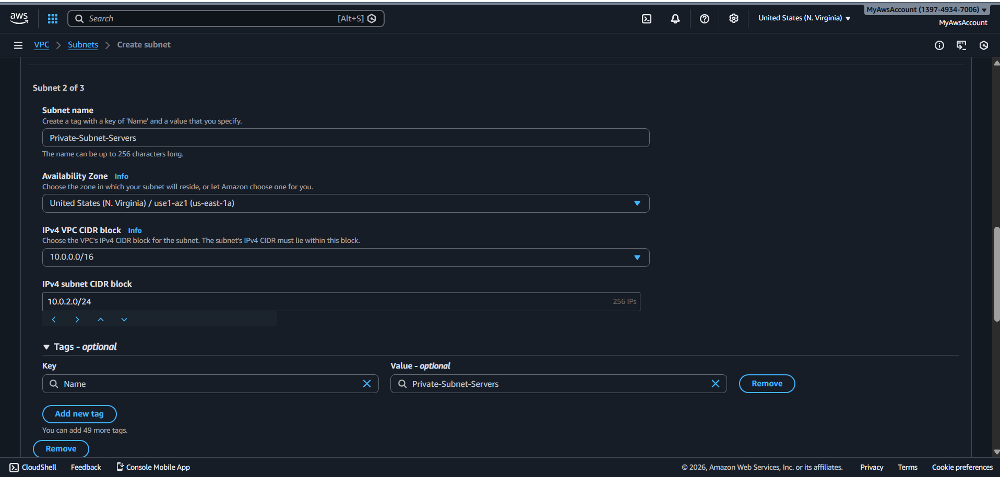 aws
Search [Alt+S]
United States (N. Virginia) ▼
MyAwsAccount (1397-4934-7006) ▼
MyAwsAccount
VPC > Subnets > Create subnet
Subnet 2 of 3
Subnet name
Create a tag with a key of 'Name' and a value that you specify.
Private-Subnet-Servers
The name can be up to 256 characters long.
Availability Zone Info
Choose the zone in which your subnet will reside, or let Amazon choose one for you.
United States (N. Virginia) / use1-az1 (us-east-1a)
IPv4 VPC CIDR block Info
Choose the VPC's IPv4 CIDR block for the subnet. The subnet's IPv4 CIDR must lie within this block.
10.0.0.0/16
IPv4 subnet CIDR block
10.0.2.0/24 256 IPs
Tags - optional
Key Value - optional
Name Private-Subnet-Servers Remove
Add new tag
You can add 49 more tags.
Remove
CloudShell Feedback Console Mobile App © 2026, Amazon Web Services, Inc. or its affiliates. Privacy Terms Cookie preferences